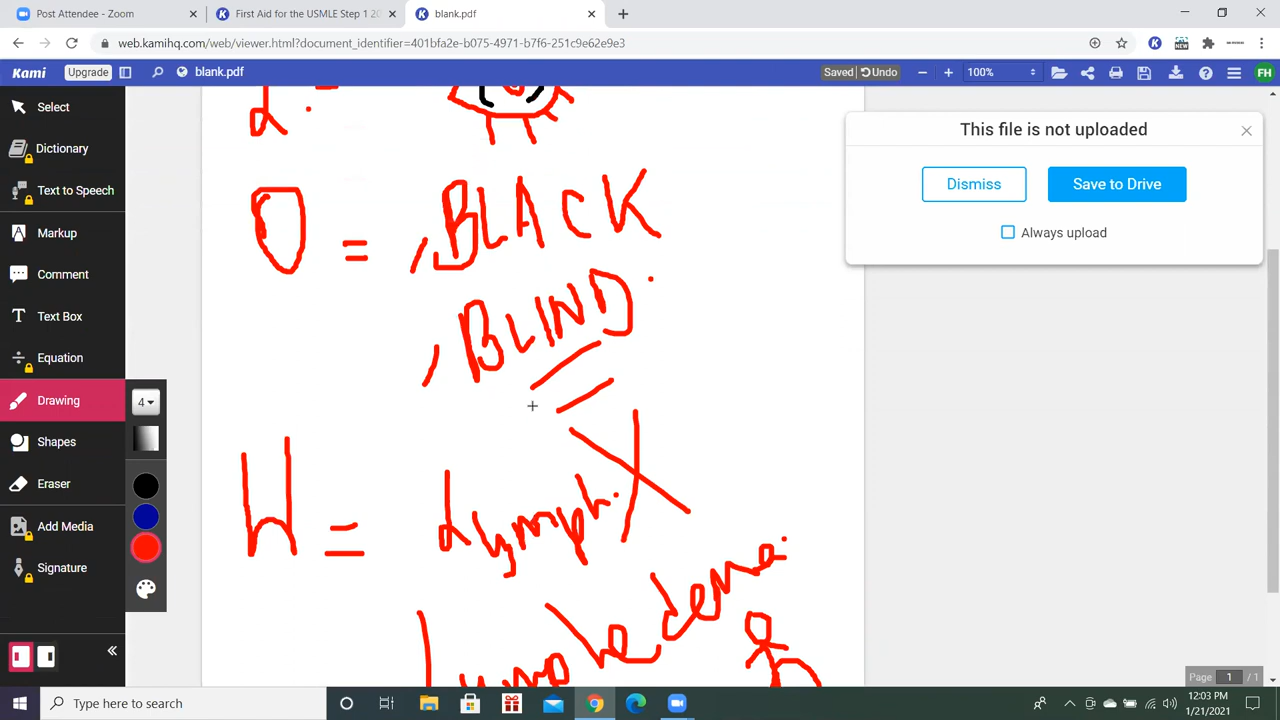 Post Attendee - Zoom
First Aid for the USMLE Step 1 20
blank.pdf
web.kamihq.com/web/viewer.html?document_identifier=401bfa2e-b075-4971-b7f6-251c9e62e9e3
NEW
Kami Upgrade blank.pdf Saved Undo 100% FH
This file is not uploaded
Dismiss Save to Drive
Always upload
Select
Dictionary
Text to Speech
Markup
Comment
Text Box
Equation
Drawing
4
Shapes
Eraser
Add Media
Signature
L =
O = , BLACK
, BLIND.
W = Lymph.
Lymphedema.
Page 1 / 1
Type here to search
12:03 PM
1/21/2021